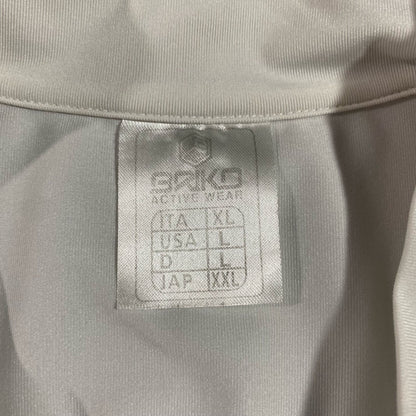 BRIKO
ACTIVE WEAR
ITA XL
USA L
D L
JAP XXL